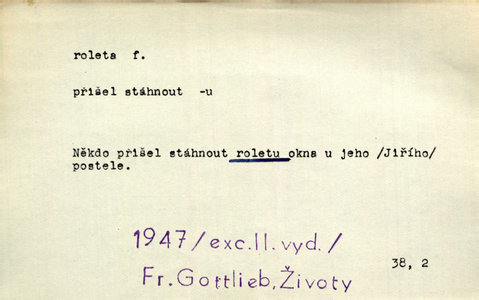 roleta f.
přišel stáhnout -u
Někdo přišel stáhnout roletu okna u jeho /Jiřího/
postele.
1947/exc.II.vyd./
Fr.Gottlieb,Životy
38, 2